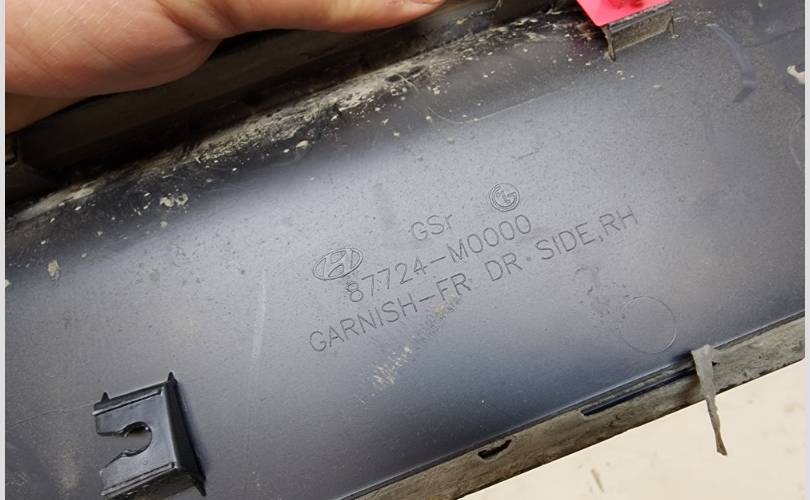 GSr
87724-M0000
GARNISH-FR DR SIDE,RH